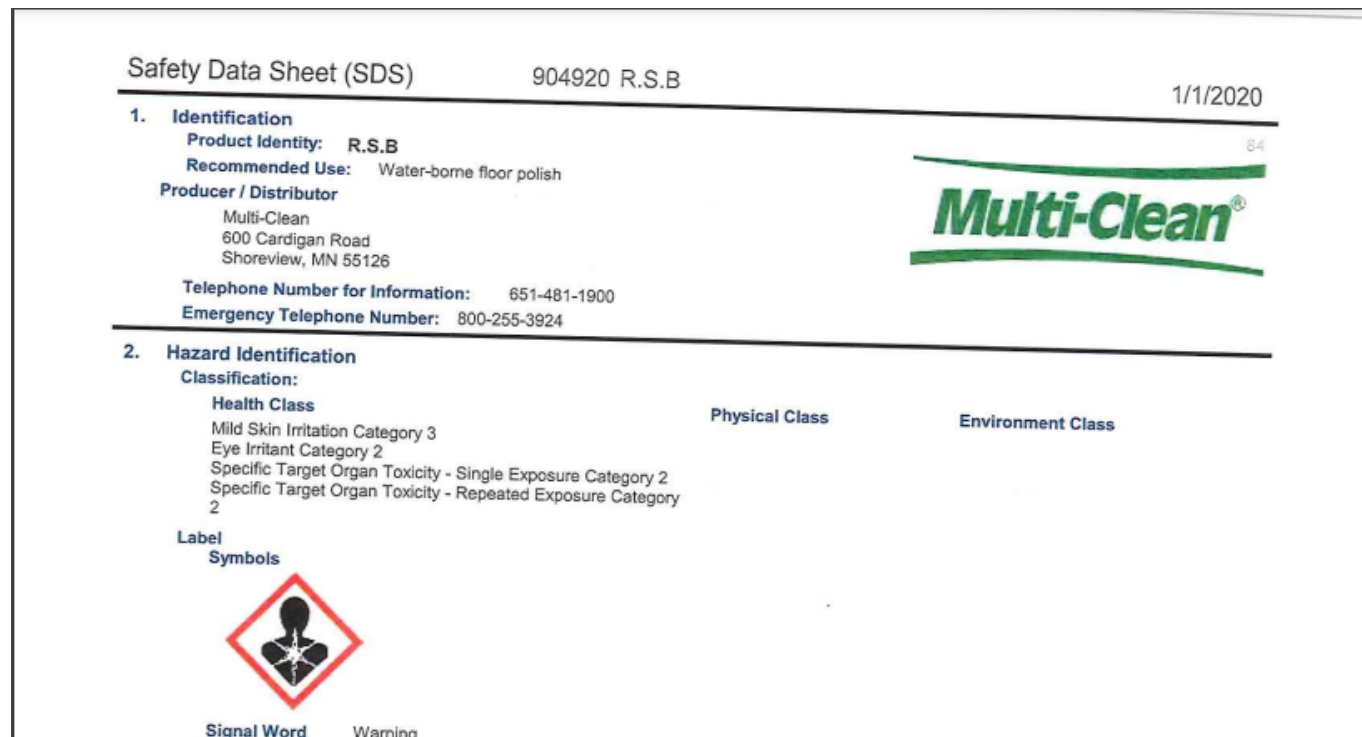 Safety Data Sheet (SDS) 904920 R.S.B 1/1/2020
1. Identification
84
Product Identity: R.S.B
Recommended Use: Water-borne floor polish
Producer / Distributor
Multi-Clean®
Multi-Clean
600 Cardigan Road
Shoreview, MN 55126
Telephone Number for Information: 651-481-1900
Emergency Telephone Number: 800-255-3924
2. Hazard Identification
Classification:
Health Class Physical Class Environment Class
Mild Skin Irritation Category 3
Eye Irritant Category 2
Specific Target Organ Toxicity - Single Exposure Category 2
Specific Target Organ Toxicity - Repeated Exposure Category
2
Label
Symbols
Signal Word Warning